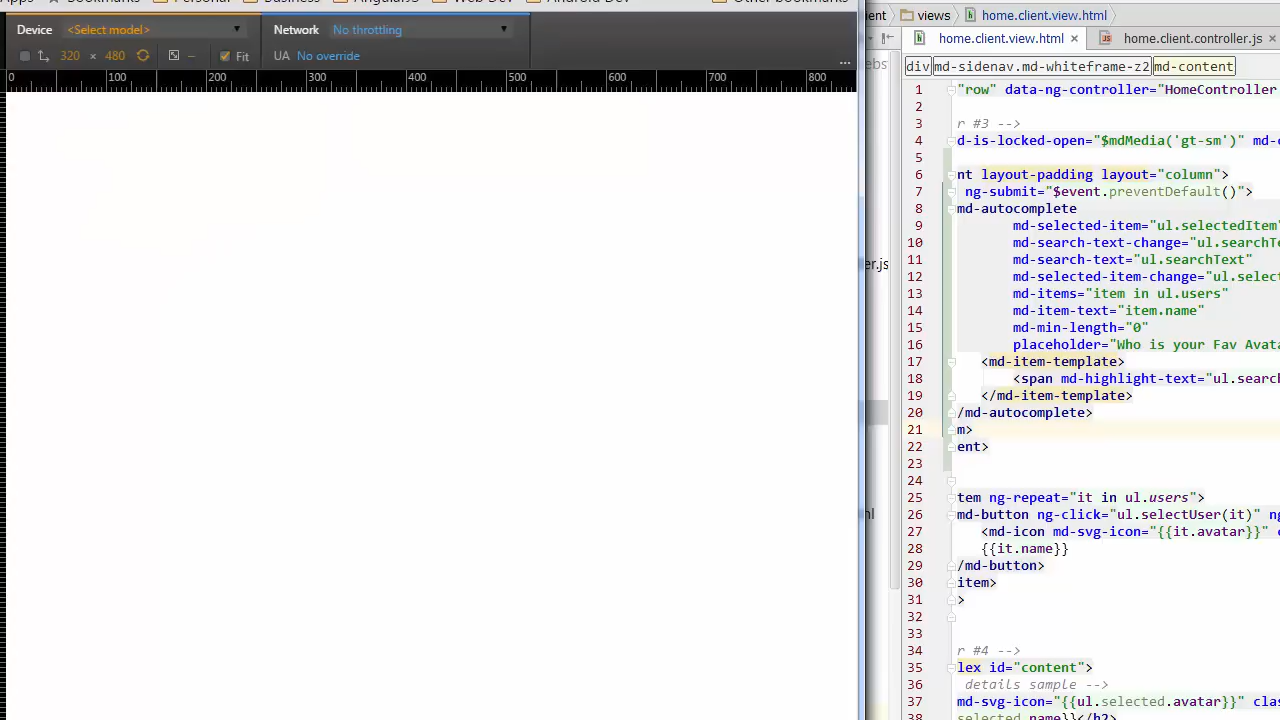 Apps Bookmarks Personal Business AngularJS Web Dev Android Dev Other bookmarks
Device <Select model>
Network No throttling
320 × 480 Fit
UA No override
...
0 100 200 300 400 500 600 700 800
views home.client.view.html
home.client.view.html × home.client.controller.js ×
div md-sidenav.md-whiteframe-z2 md-content
1 "row" data-ng-controller="HomeController
2
3 r #3 -->
4 d-is-locked-open="$mdMedia('gt-sm')" md-c
5
6 nt layout-padding layout="column">
7 ng-submit="$event.preventDefault()">
8 md-autocomplete
9 md-selected-item="ul.selectedItem"
10 md-search-text-change="ul.searchTe
11 md-search-text="ul.searchText"
12 md-selected-item-change="ul.select
13 md-items="item in ul.users"
14 md-item-text="item.name"
15 md-min-length="0"
16 placeholder="Who is your Fav Avata
17 <md-item-template>
18 <span md-highlight-text="ul.search
19 </md-item-template>
20 /md-autocomplete>
21 m>
22 ent>
23
24
25 tem ng-repeat="it in ul.users">
26 md-button ng-click="ul.selectUser(it)" ng
27 <md-icon md-svg-icon="{{it.avatar}}"
28 {{it.name}}
29 /md-button>
30 item>
31 >
32
33
34 r #4 -->
35 lex id="content">
36 details sample -->
37 md-svg-icon="{{ul.selected.avatar}}" clas
38 selected.name}}</h2>